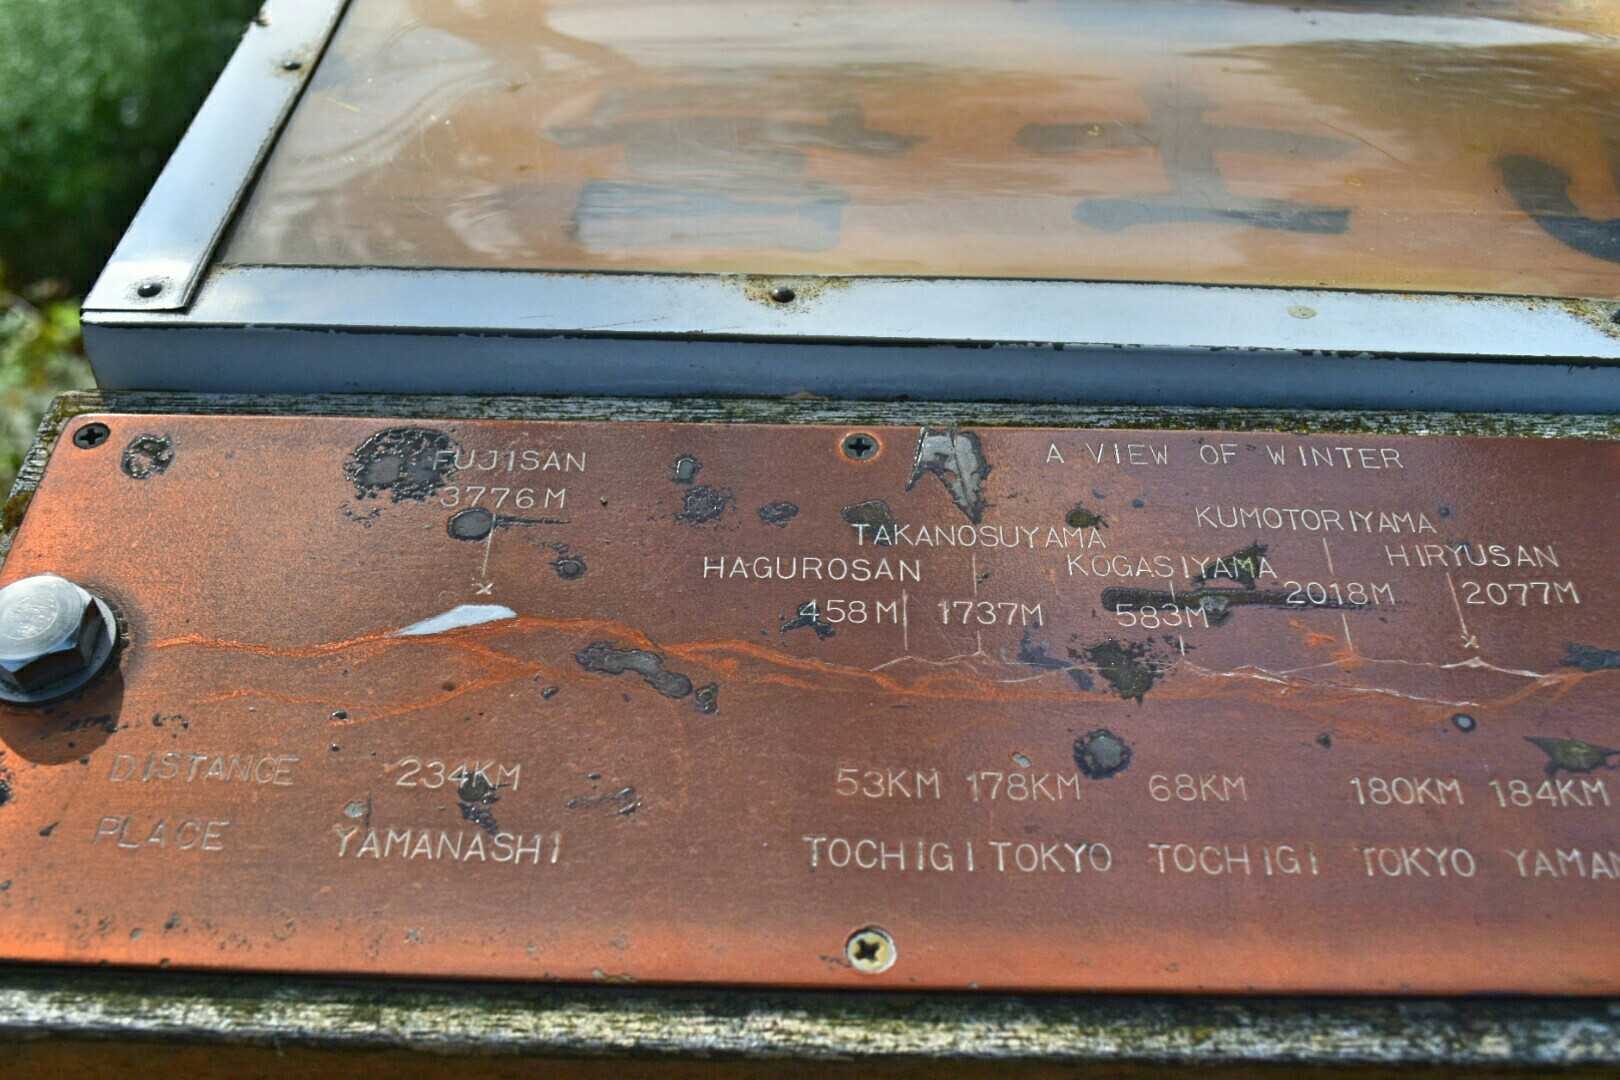 A VIEW OF WINTER
FUJISAN
3776M
HAGUROSAN
458M
TAKANOSUYAMA
1737M
KOGASIYAMA
583M
KUMOTORIYAMA
2018M
HIRYUSAN
2077M
DISTANCE 234KM 53KM 178KM 68KM 180KM 184KM
PLACE YAMANASHI TOCHIGI TOKYO TOCHIGI TOKYO YAMAN